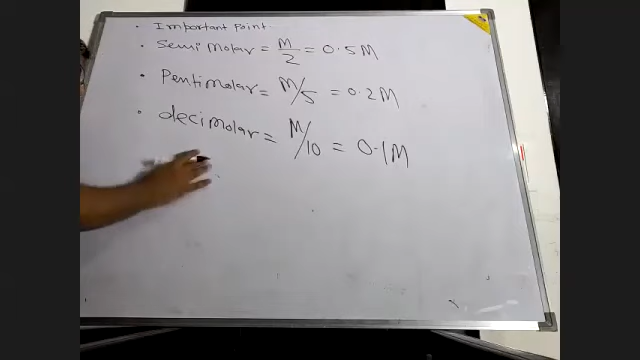 • Important Point.
• Semi Molar = M/2 = 0.5M
• Pentimolar = M/5 = 0.2M
• decimolar = M/10 = 0.1M